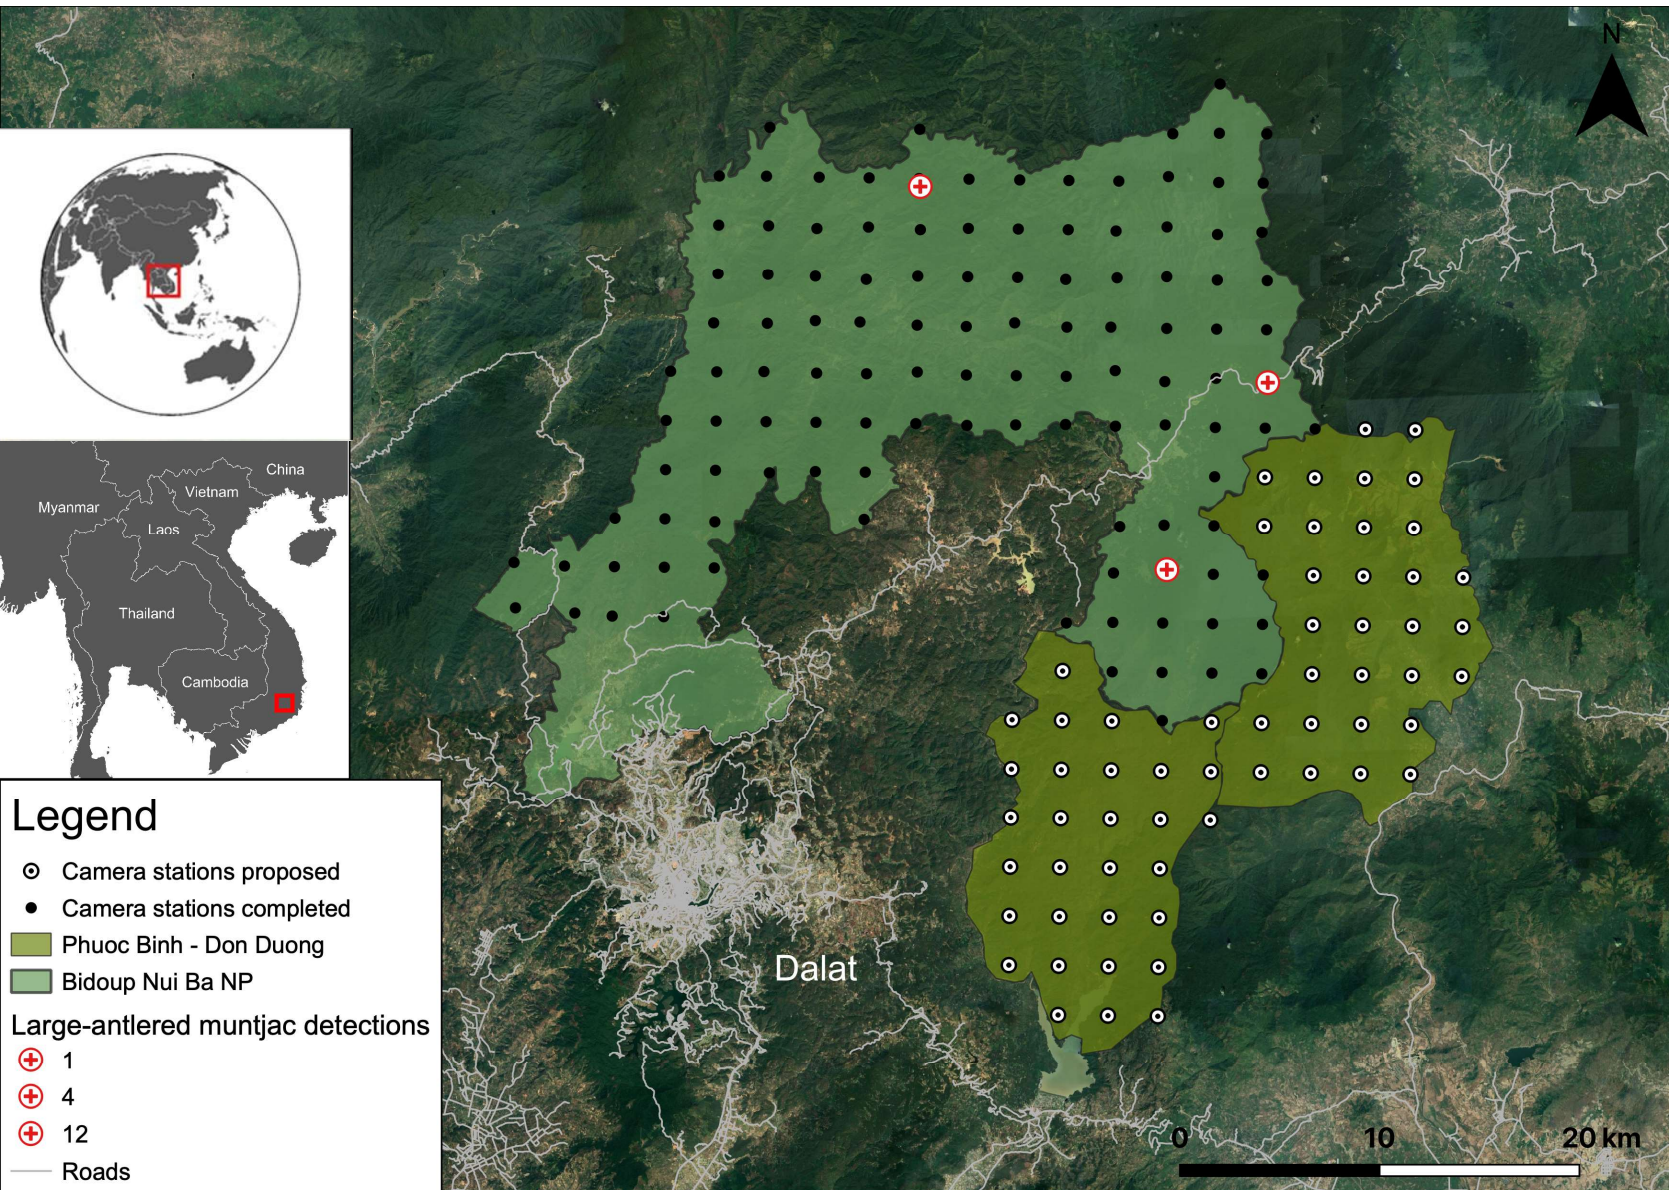 N
China
Myanmar
Vietnam
Laos
Thailand
Cambodia
Legend
Camera stations proposed
Camera stations completed
Phuoc Binh - Don Duong
Bidoup Nui Ba NP
Large-antlered muntjac detections
1
4
12
Roads
Dalat
0 10 20 km